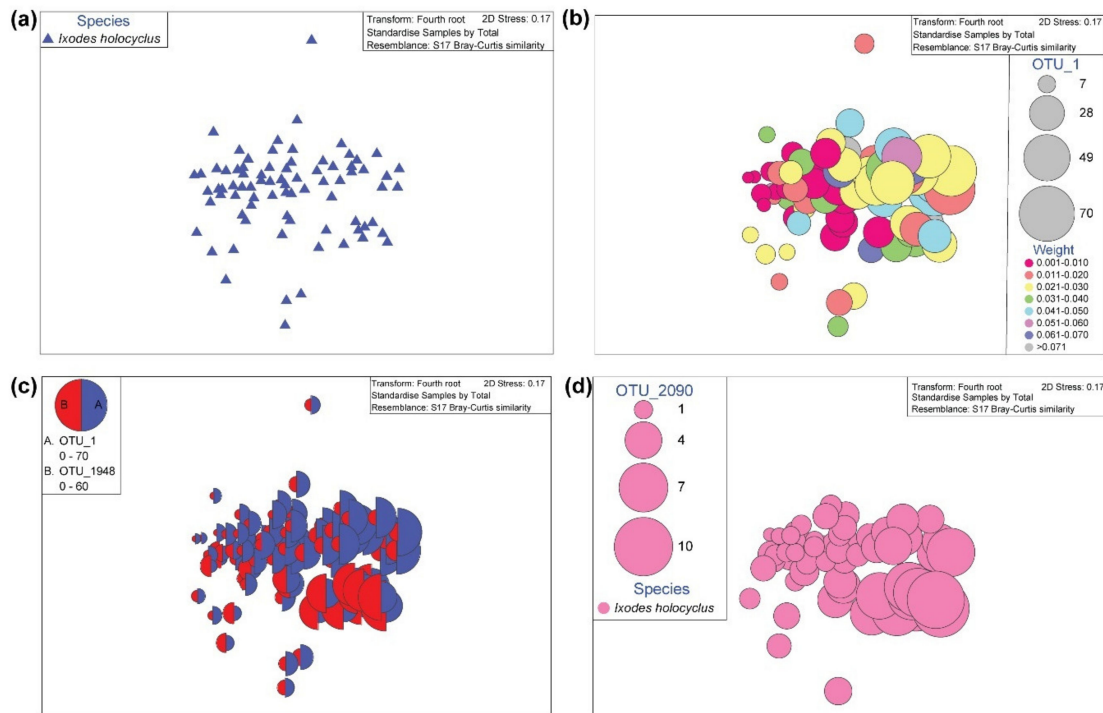 (a)
Species
Ixodes holocyclus
Transform: Fourth root 2D Stress: 0.17
Standardise Samples by Total
Resemblance: S17 Bray-Curtis similarity
(b)
Transform: Fourth root 2D Stress: 0.17
Standardise Samples by Total
Resemblance: S17 Bray-Curtis similarity
OTU_1
7
28
49
70
Weight
0.001-0.010
0.011-0.020
0.021-0.030
0.031-0.040
0.041-0.050
0.051-0.060
0.061-0.070
>0.071
(c)
B A
A. OTU_1
0 - 70
B. OTU_1948
0 - 60
Transform: Fourth root 2D Stress: 0.17
Standardise Samples by Total
Resemblance: S17 Bray-Curtis similarity
(d)
OTU_2090
1
4
7
10
Species
Ixodes holocyclus
Transform: Fourth root 2D Stress: 0.17
Standardise Samples by Total
Resemblance: S17 Bray-Curtis similarity